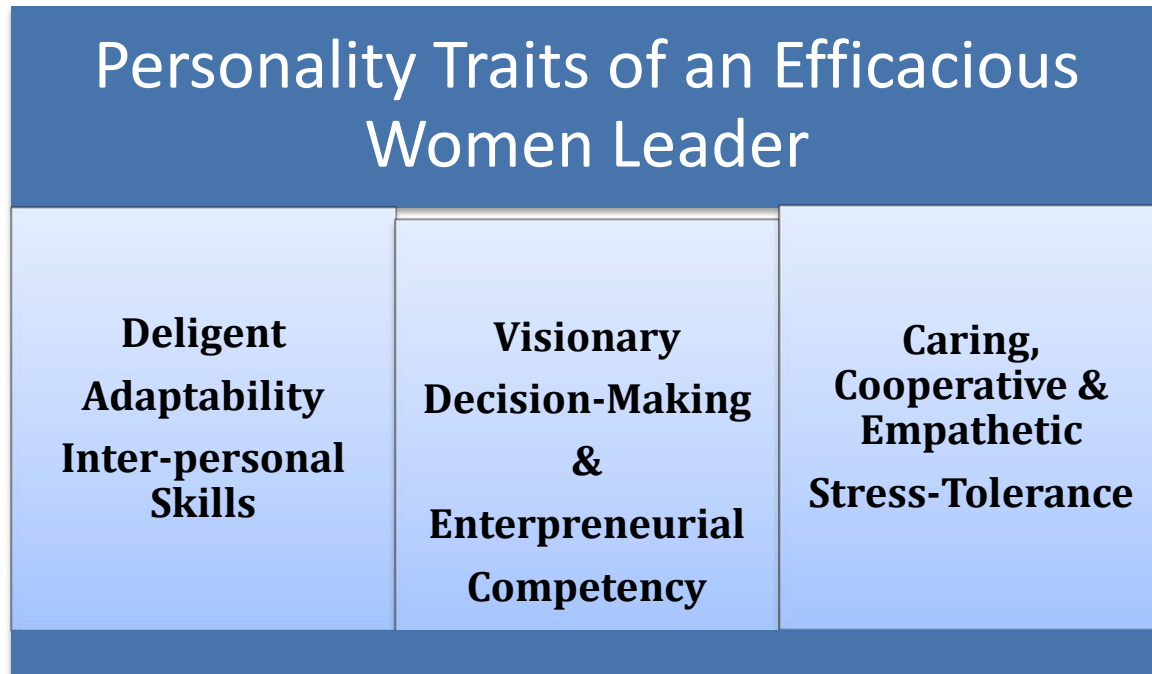 Personality Traits of an Efficacious
Women Leader
Deligent
Adaptability
Inter-personal
Skills
Visionary
Decision-Making
&
Enterpreneurial
Competency
Caring,
Cooperative &
Empathetic
Stress-Tolerance